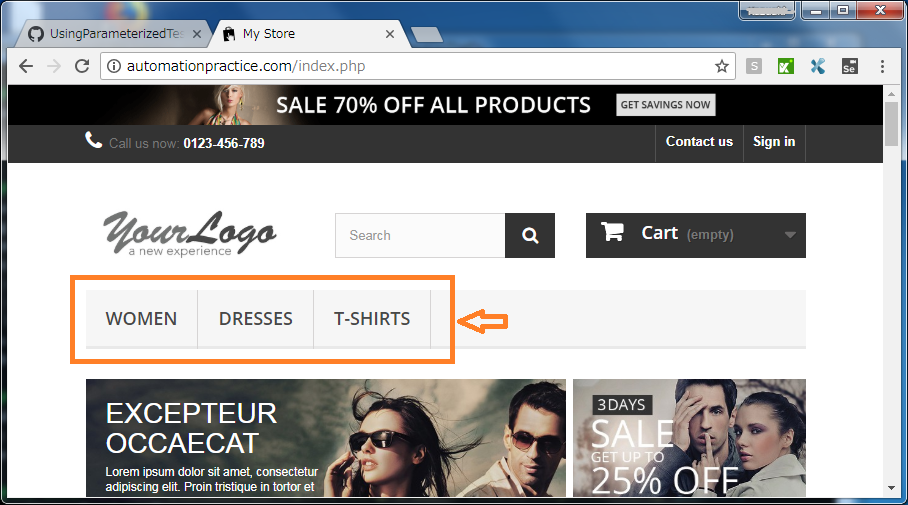 UsingParameterizedTes
My Store
automationpractice.com/index.php
S
Se
SALE 70% OFF ALL PRODUCTS
GET SAVINGS NOW
Call us now: 0123-456-789
Contact us
Sign in
YourLogo
a new experience
Search
Cart (empty)
WOMEN
DRESSES
T-SHIRTS
EXCEPTEUR
OCCAECAT
Lorem ipsum dolor sit amet, consectetur
adipiscing elit. Proin tristique in tortor et
3DAYS
SALE
GET UP TO
25% OFF